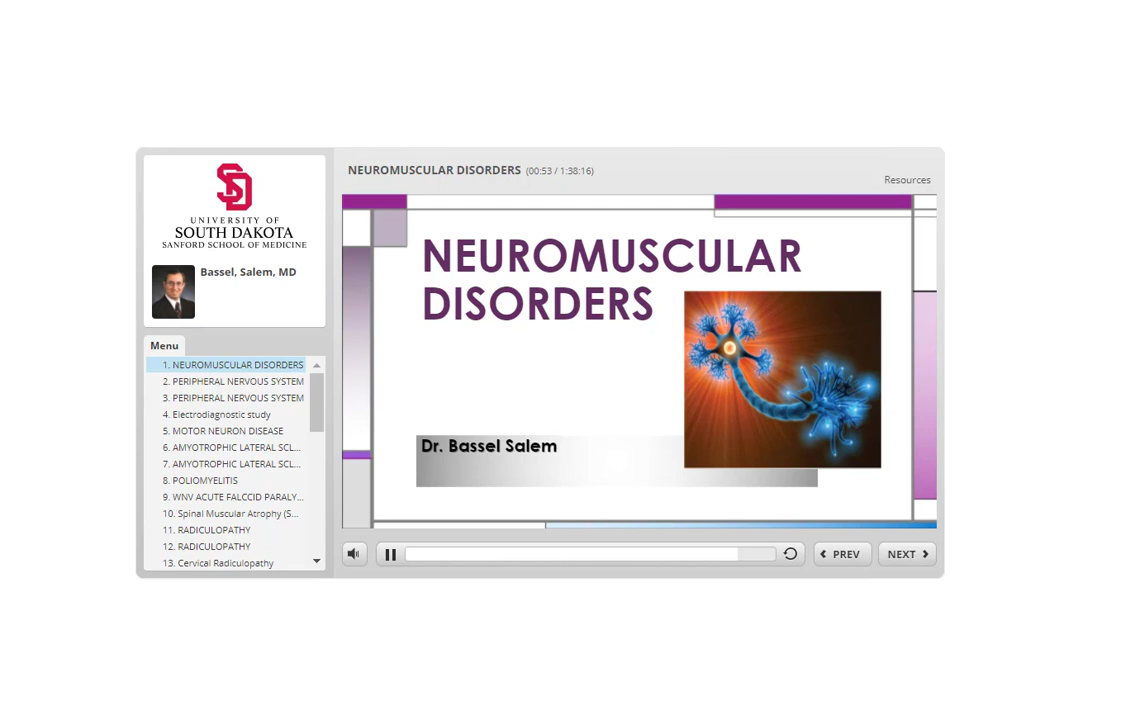 UNIVERSITY OF
SOUTH DAKOTA
SANFORD SCHOOL OF MEDICINE
Bassel, Salem, MD
Menu
1. NEUROMUSCULAR DISORDERS
2. PERIPHERAL NERVOUS SYSTEM
3. PERIPHERAL NERVOUS SYSTEM
4. Electrodiagnostic study
5. MOTOR NEURON DISEASE
6. AMYOTROPHIC LATERAL SCL...
7. AMYOTROPHIC LATERAL SCL...
8. POLIOMYELITIS
9. WNV ACUTE FALCCID PARALY...
10. Spinal Muscular Atrophy (S...
11. RADICULOPATHY
12. RADICULOPATHY
13. Cervical Radiculopathy
NEUROMUSCULAR DISORDERS (00:53 / 1:38:16)
Resources
NEUROMUSCULAR
DISORDERS
Dr. Bassel Salem
PREV
NEXT